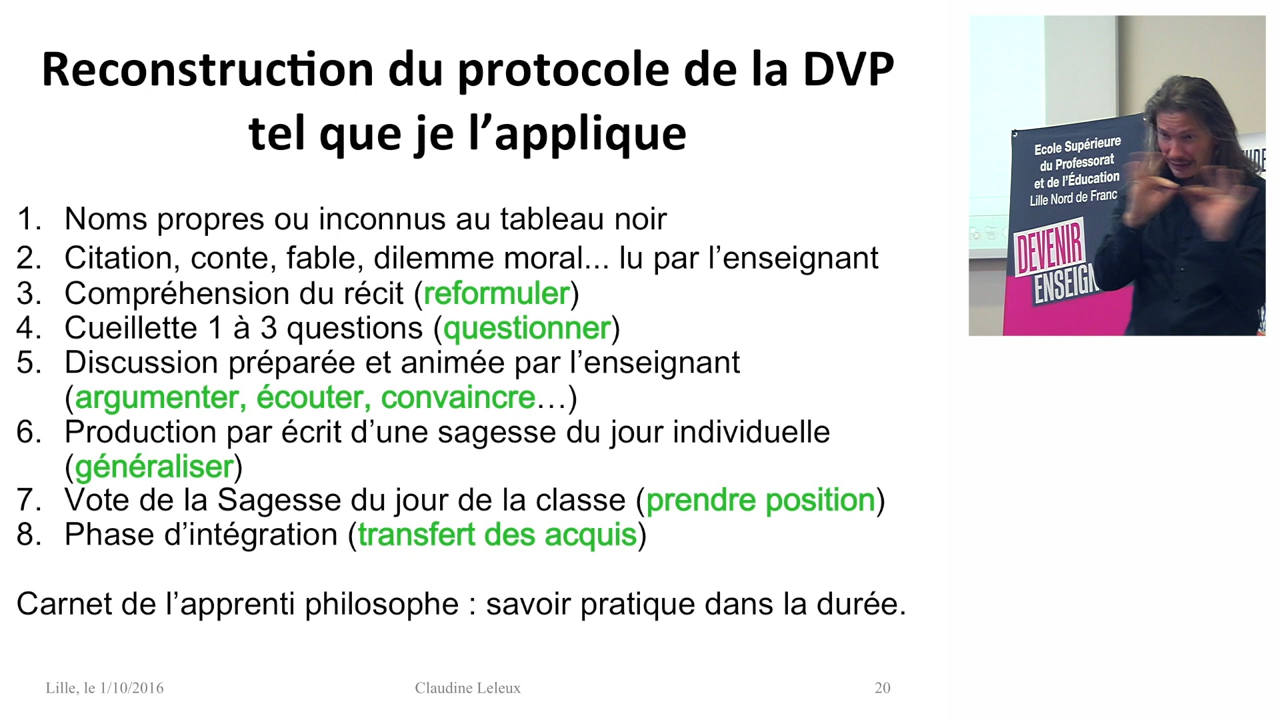 Reconstruction du protocole de la DVP
tel que je l’applique
1. Noms propres ou inconnus au tableau noir
2. Citation, conte, fable, dilemme moral... lu par l’enseignant
3. Compréhension du récit (reformuler)
4. Cueillette 1 à 3 questions (questionner)
5. Discussion préparée et animée par l’enseignant
(argumenter, écouter, convaincre…)
6. Production par écrit d’une sagesse du jour individuelle
(généraliser)
7. Vote de la Sagesse du jour de la classe (prendre position)
8. Phase d’intégration (transfert des acquis)
Carnet de l’apprenti philosophe : savoir pratique dans la durée.
Lille, le 1/10/2016
Claudine Leleux
20
Ecole Supérieure
du Professorat
et de l’Éducation
Lille Nord de Franc
DEVENIR
ENSEIGN